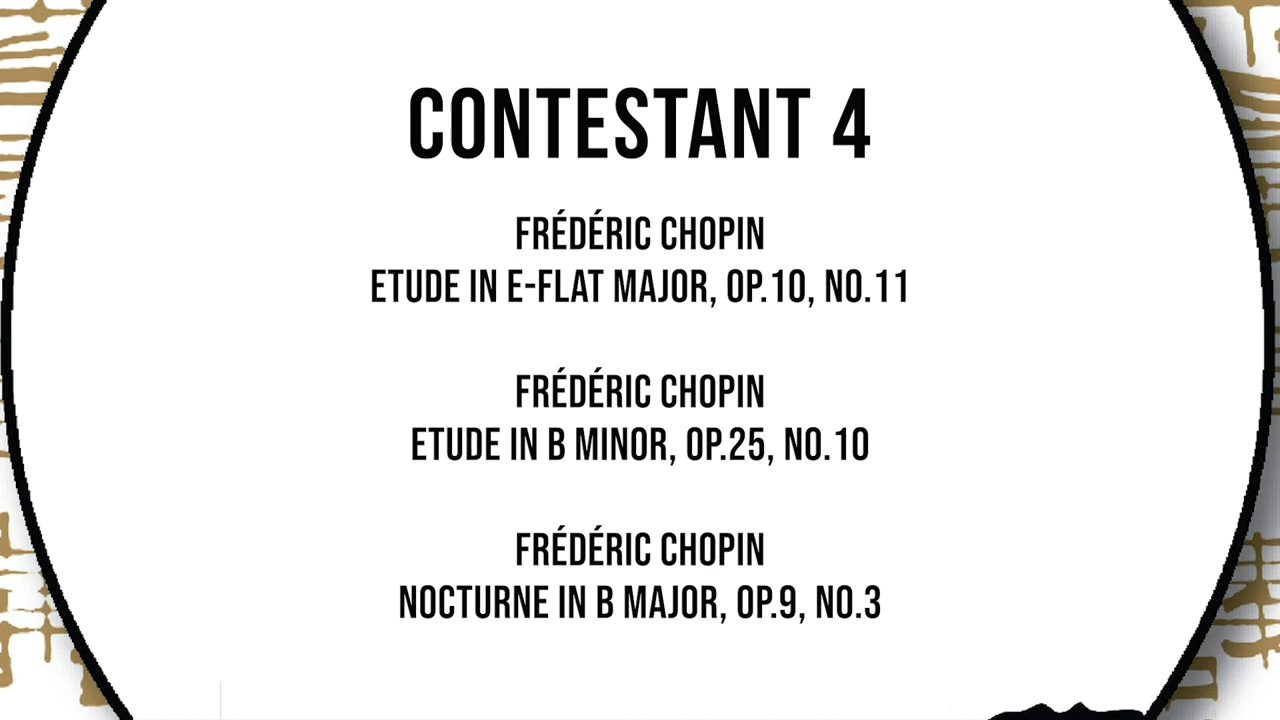 CONTESTANT 4
FRÉDÉRIC CHOPIN
ETUDE IN E-FLAT MAJOR, OP.10, NO.11
FRÉDÉRIC CHOPIN
ETUDE IN B MINOR, OP.25, NO.10
FRÉDÉRIC CHOPIN
NOCTURNE IN B MAJOR, OP.9, NO.3